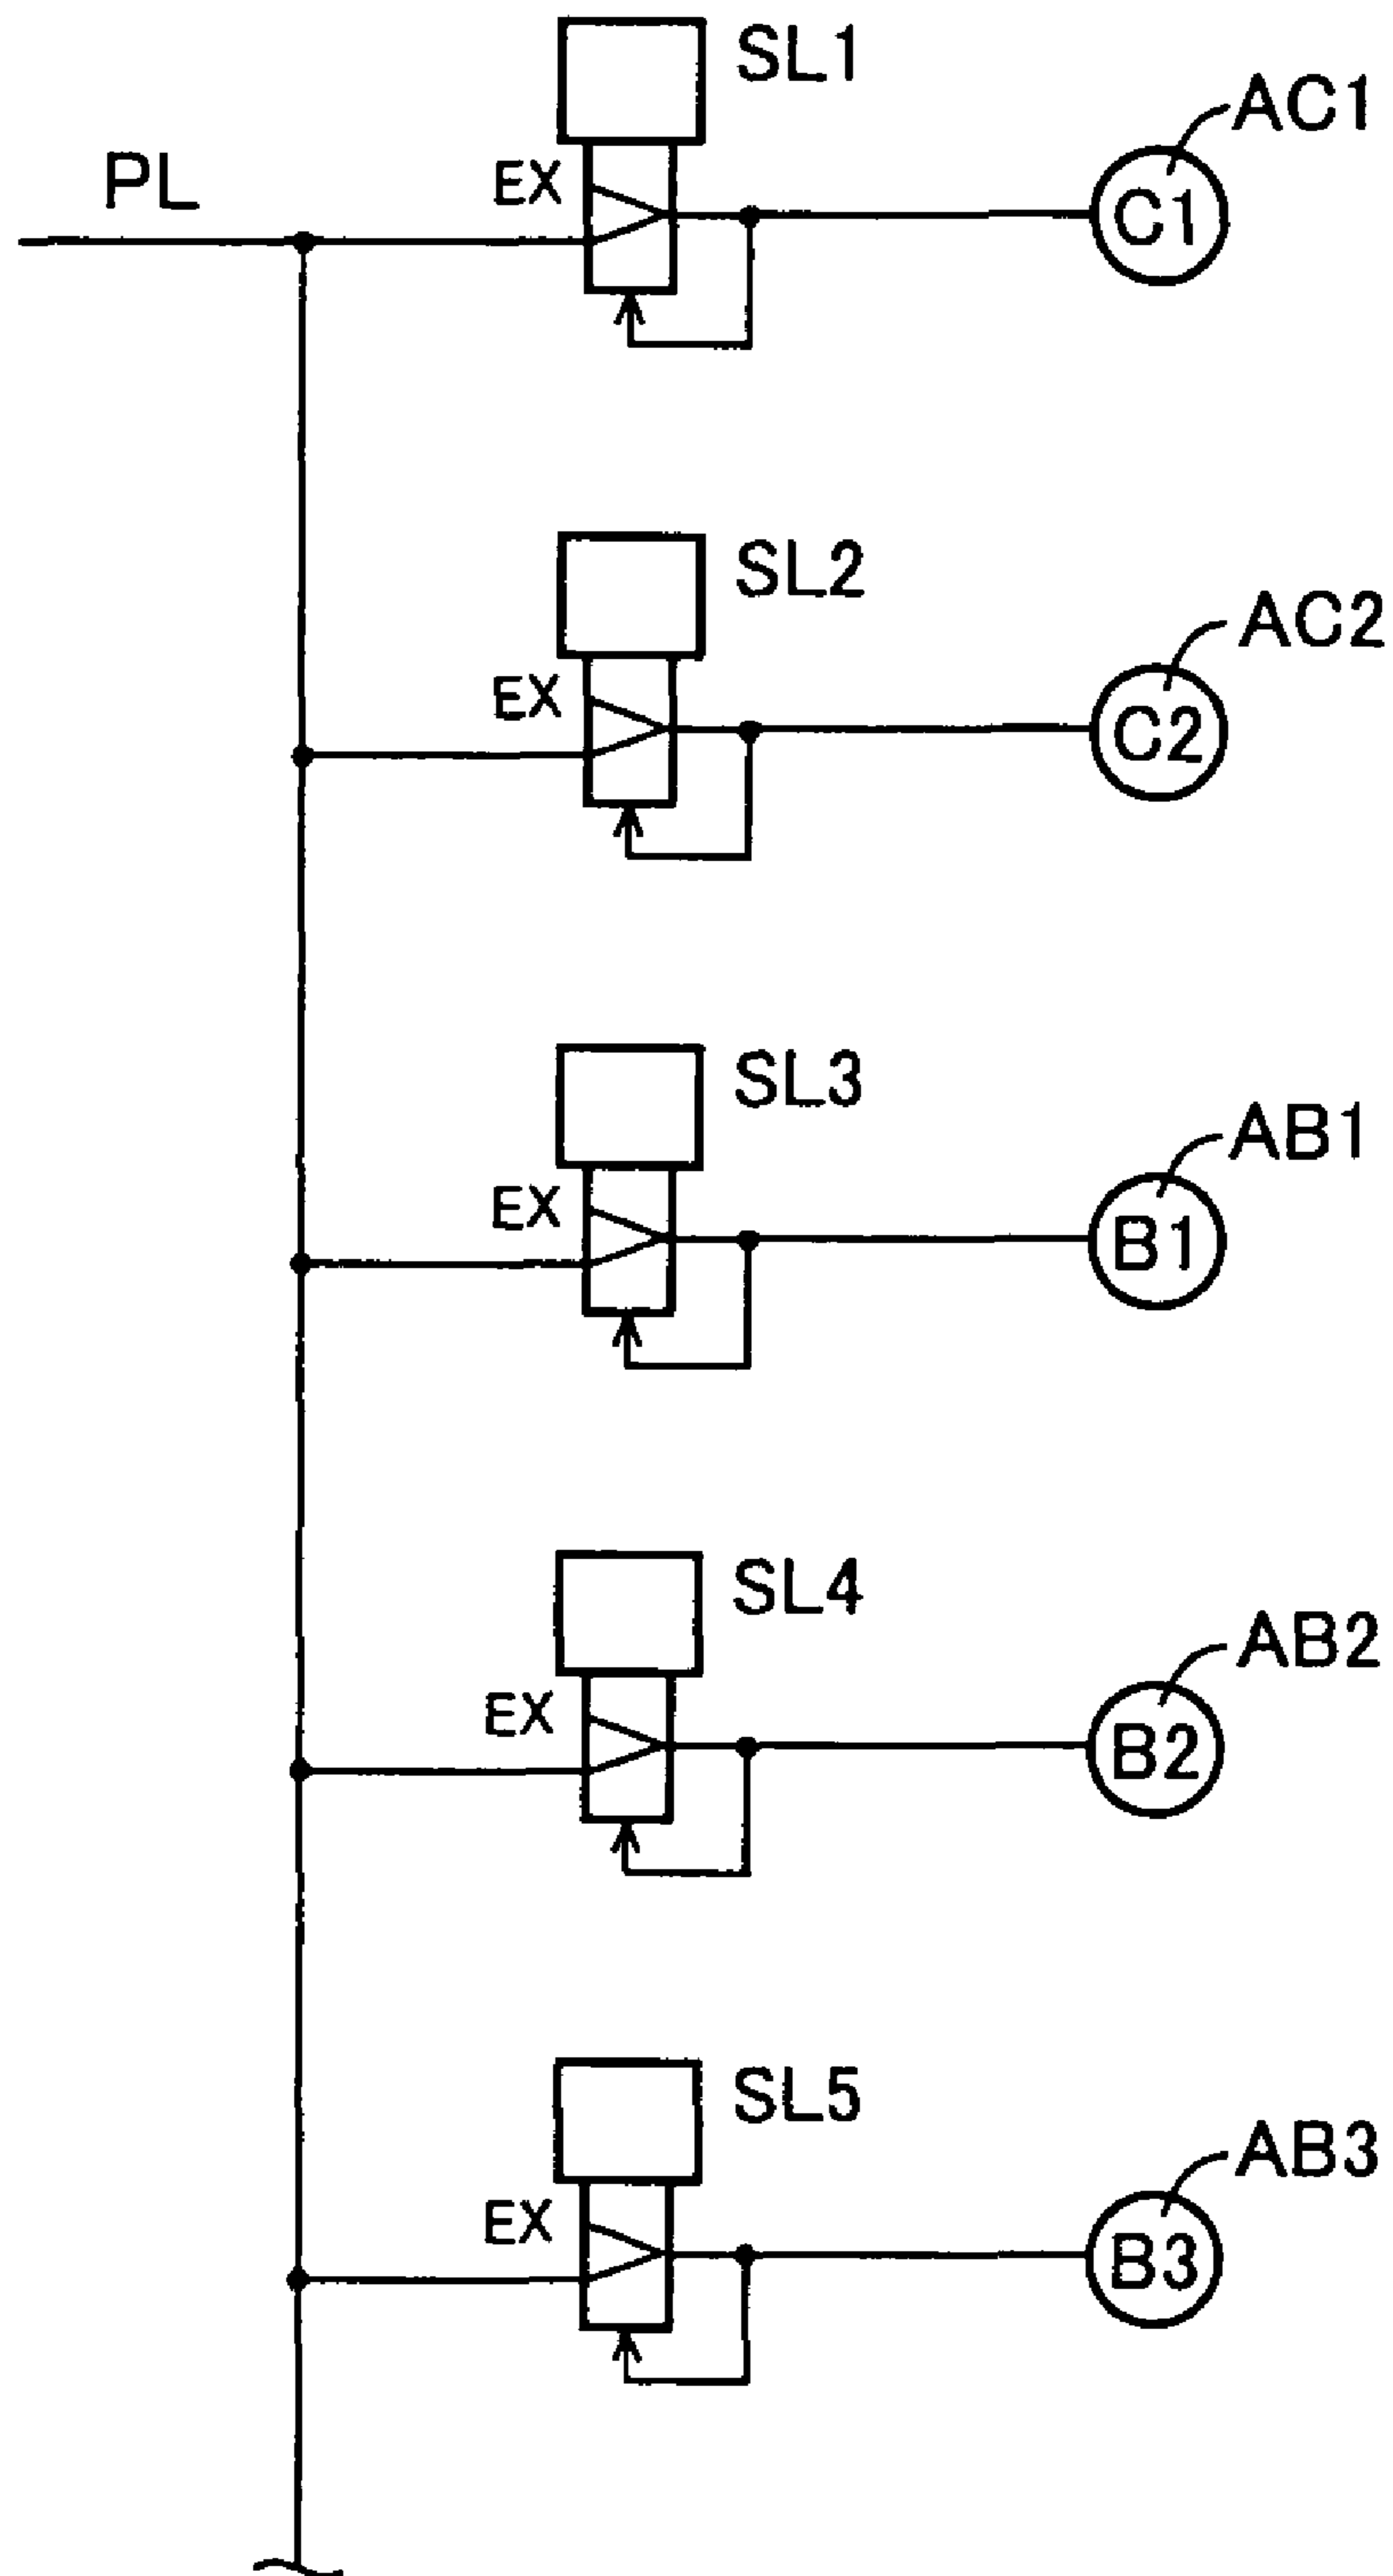 SL1
AC1
PL
EX
C1
SL2
AC2
EX
C2
SL3
AB1
EX
B1
SL4
AB2
EX
B2
SL5
AB3
EX
B3